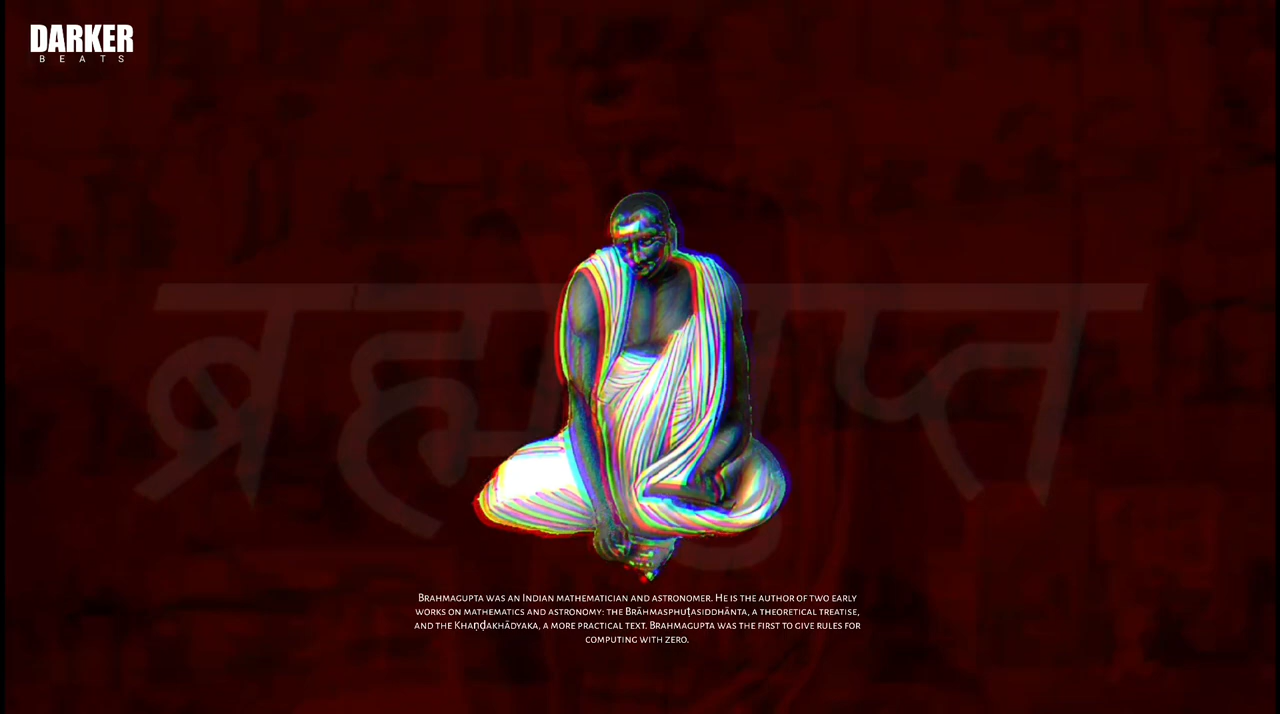 DARKER
BEATS
ब्रह्मगुप्त
Brahmagupta was an Indian mathematician and astronomer. He is the author of two early
works on mathematics and astronomy: the Brāhmasphuṭasiddhānta, a theoretical treatise,
and the Khaṇḍakhādyaka, a more practical text. Brahmagupta was the first to give rules for
computing with zero.